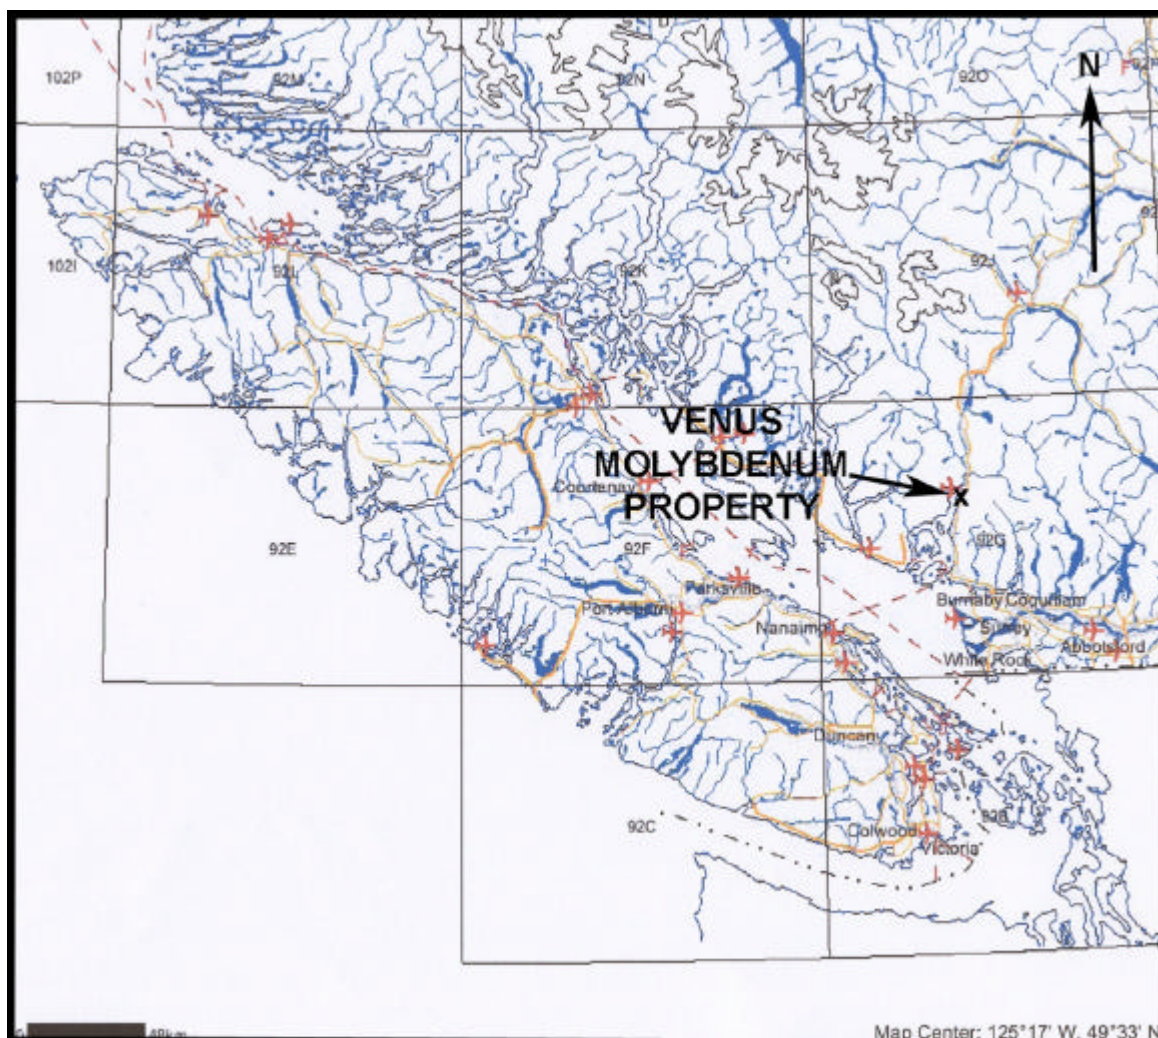 102P
92M
92N
92O
N
102I
92L
92K
92J
VENUS
MOLYBDENUM
PROPERTY
x
Courtenay
92E
92F
92G
Parksville
Port Alberni
Burnaby Coquitlam
Nanaimo
Surrey
Abbotsford
White Rock
Duncan
92C
92B
Colwood
Victoria
48km
Map Center: 125°17' W, 49°33' N